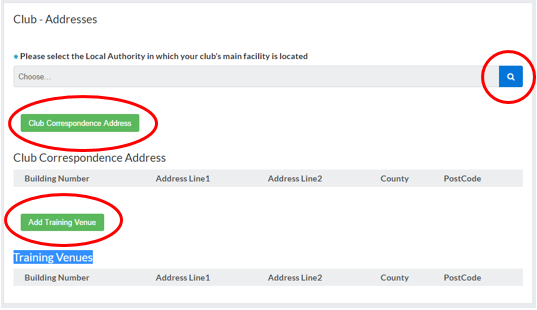 Club - Addresses
Please select the Local Authority in which your club's main facility is located
Choose...
Club Correspondence Address
Club Correspondence Address
Building Number Address Line1 Address Line2 County PostCode
Add Training Venue
Training Venues
Building Number Address Line1 Address Line2 County PostCode